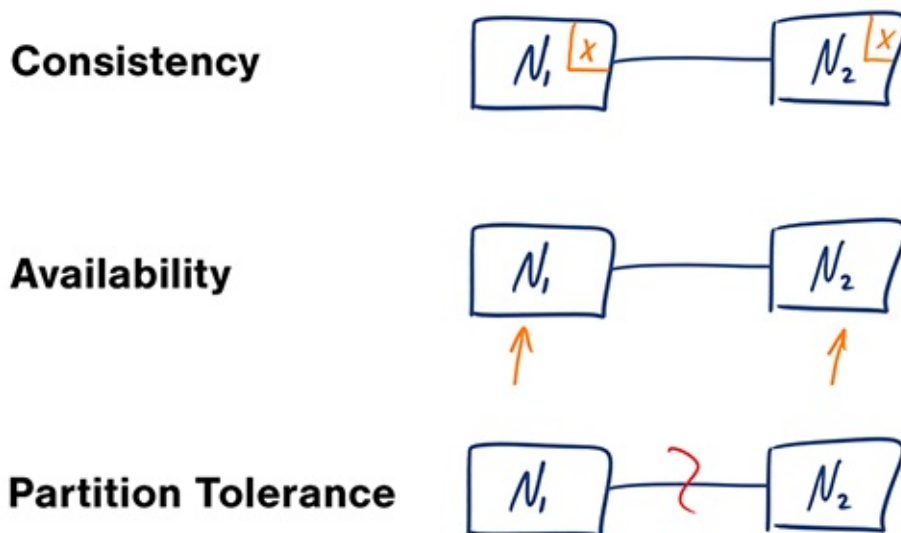 Consistency N₁ x N₂ x
Availability N₁ N₂
Partition Tolerance N₁ N₂